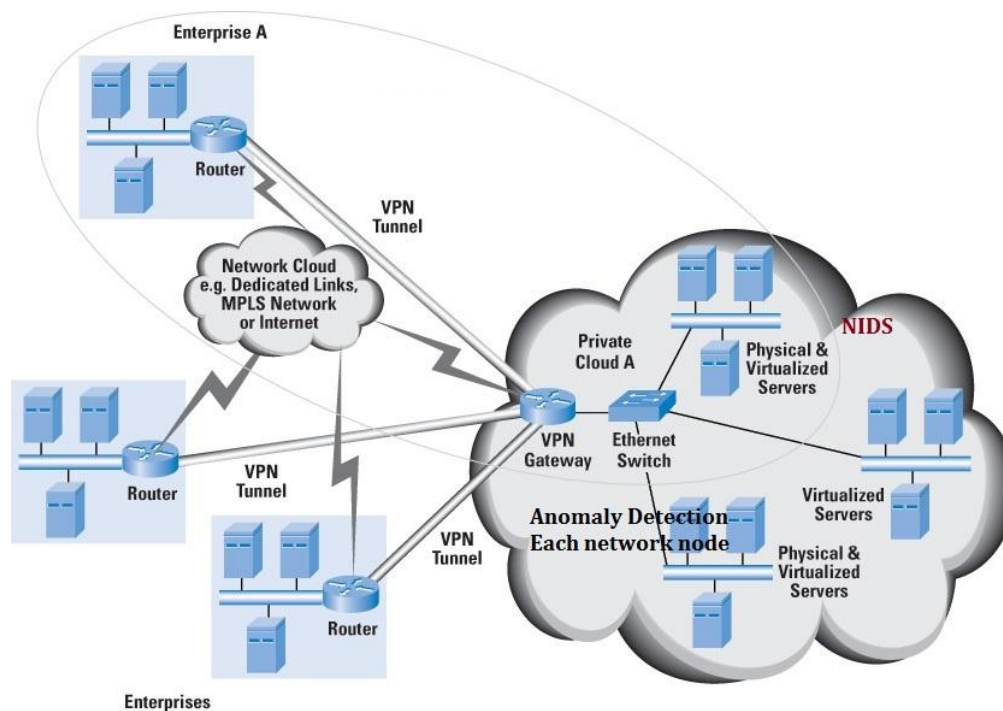 Enterprise A
Router
VPN
Tunnel
Network Cloud
e.g. Dedicated Links,
MPLS Network
or Internet
Private
Cloud A
NIDS
Physical &
Virtualized
Servers
VPN
Gateway
Ethernet
Switch
Router
VPN
Tunnel
Virtualized
Servers
Anomaly Detection
Each network node
VPN
Tunnel
Physical &
Virtualized
Servers
Router
Enterprises